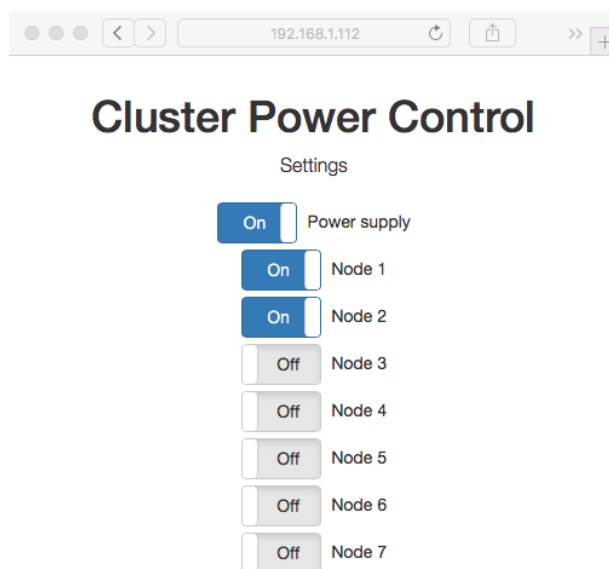 192.168.1.112
Cluster Power Control
Settings
On Power supply
On Node 1
On Node 2
Off Node 3
Off Node 4
Off Node 5
Off Node 6
Off Node 7